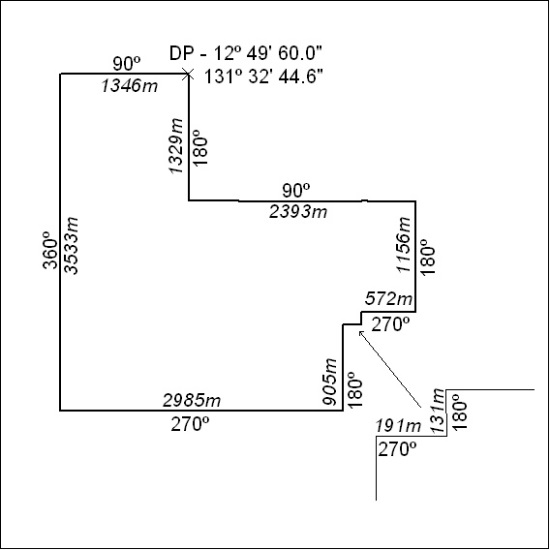 DP - 12º 49' 60.0"
131º 32' 44.6"
90º
1346m
1329m
180º
90º
2393m
360º
3533m
1156m
180º
572m
270º
905m
180º
2985m
270º
191m
270º
131m
180º